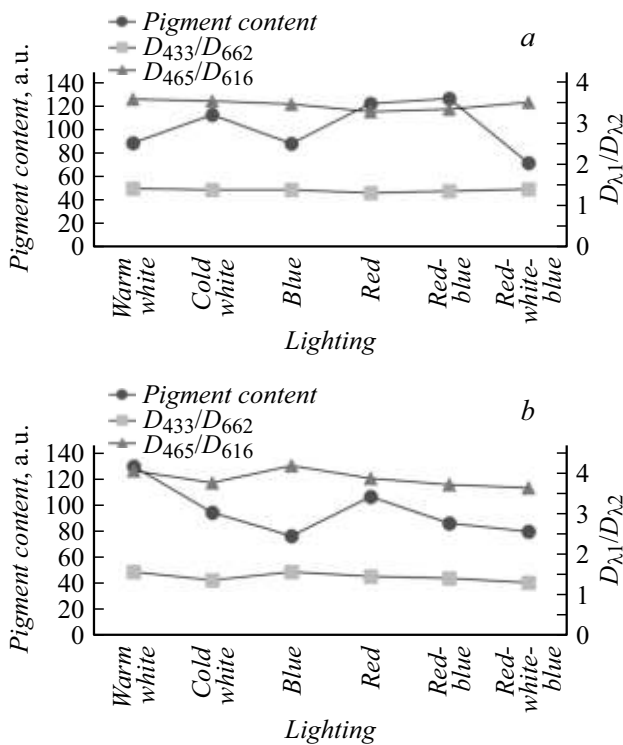 Pigment content
D433/D662
D465/D616
a
Pigment content, a.u.
140
120
100
80
60
40
20
0
4
3
2
1
0
Dλ1/Dλ2
Warm white
Cold white
Blue
Red
Red-blue
Red-white-blue
Lighting
Pigment content
D433/D662
D465/D616
b
Pigment content, a.u.
140
120
100
80
60
40
20
0
4
3
2
1
0
Dλ1/Dλ2
Warm white
Cold white
Blue
Red
Red-blue
Red-white-blue
Lighting